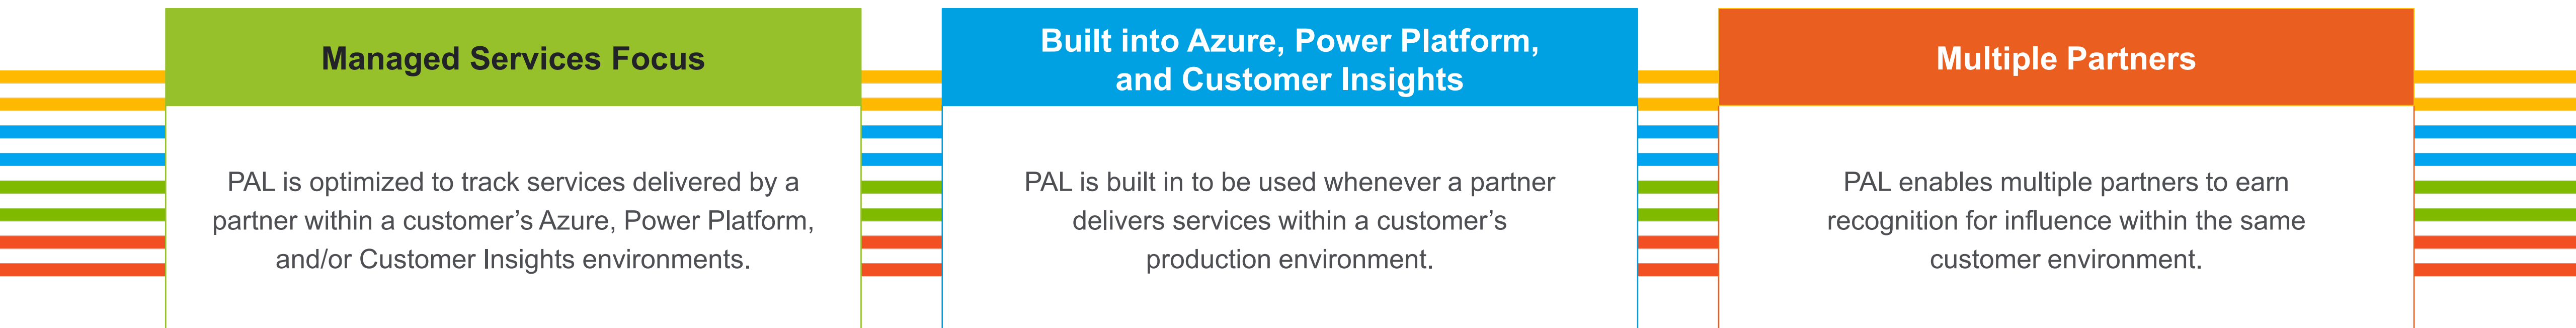 Managed Services Focus
PAL is optimized to track services delivered by a
partner within a customer’s Azure, Power Platform,
and/or Customer Insights environments.
Built into Azure, Power Platform,
and Customer Insights
PAL is built in to be used whenever a partner
delivers services within a customer’s
production environment.
Multiple Partners
PAL enables multiple partners to earn
recognition for influence within the same
customer environment.